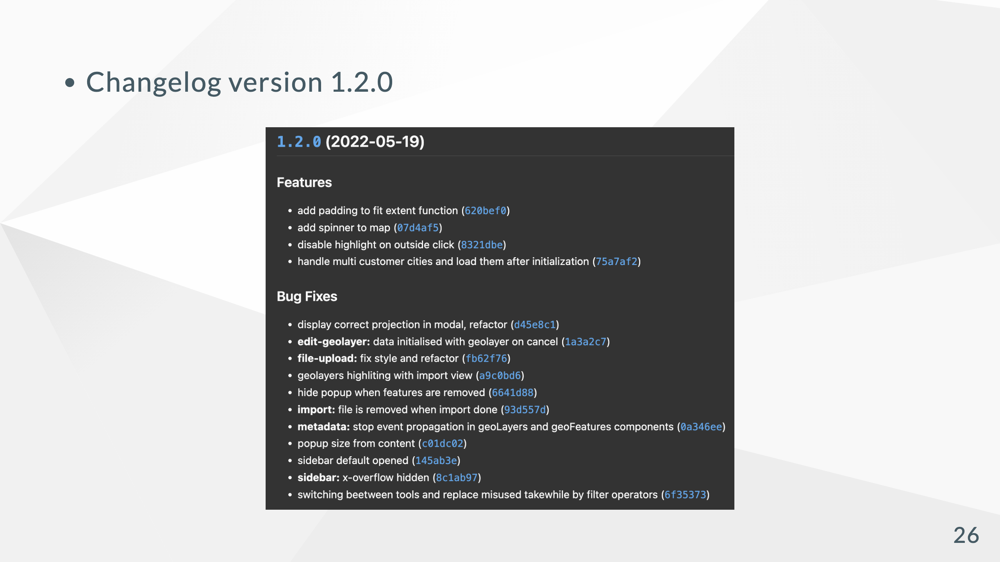 • Changelog version 1.2.0
1.2.0 (2022-05-19)
Features
• add padding to fit extent function (620bef0)
• add spinner to map (07d4af5)
• disable highlight on outside click (8321dbe)
• handle multi customer cities and load them after initialization (75a7af2)
Bug Fixes
• display correct projection in modal, refactor (d45e8c1)
• edit-geolayer: data initialised with geolayer on cancel (1a3a2c7)
• file-upload: fix style and refactor (fb62f76)
• geolayers highliting with import view (a9c0bd6)
• hide popup when features are removed (6641d88)
• import: file is removed when import done (93d557d)
• metadata: stop event propagation in geoLayers and geoFeatures components (0a346ee)
• popup size from content (c01dc02)
• sidebar default opened (145ab3e)
• sidebar: x-overflow hidden (8c1ab97)
• switching beetween tools and replace misused takewhile by filter operators (6f35373)
26